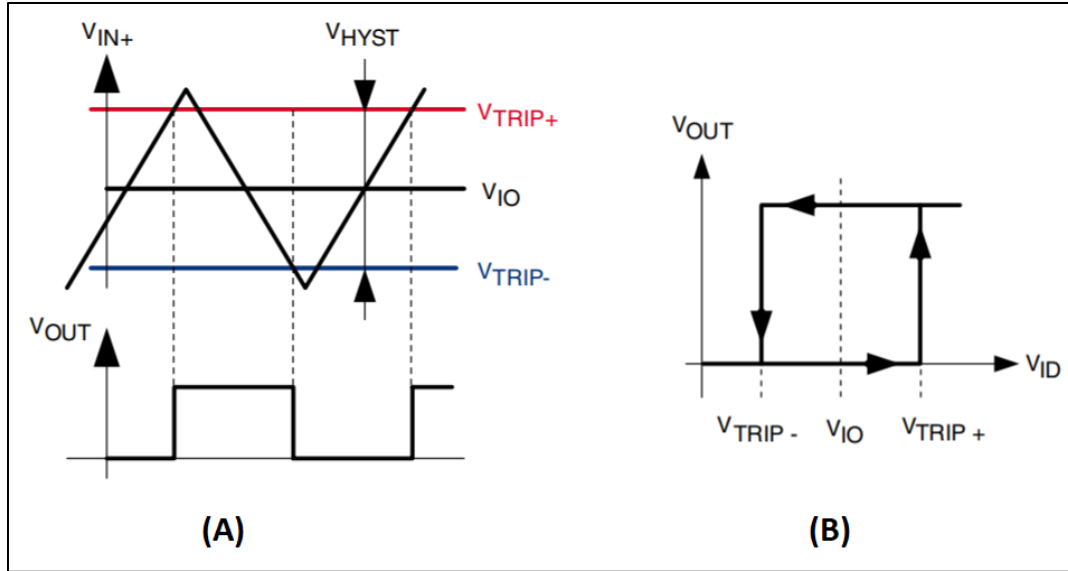 VIN+
VHYST
VTRIP+
VIO
VTRIP-
VOUT
(A)
VOUT
VID
VTRIP -
VIO
VTRIP +
(B)